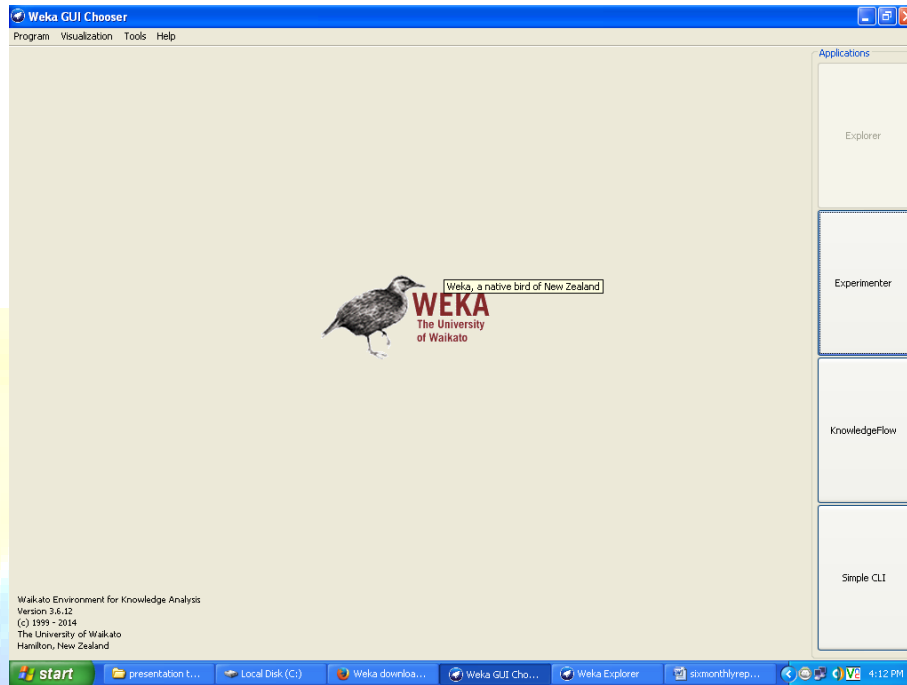 Weka GUI Chooser
Program Visualization Tools Help
Applications
Explorer
Experimenter
KnowledgeFlow
Simple CLI
Weka, a native bird of New Zealand
WEKA
The University
of Waikato
Waikato Environment for Knowledge Analysis
Version 3.6.12
(c) 1999 - 2014
The University of Waikato
Hamilton, New Zealand
start presentation t... Local Disk (C:) Weka downloa... Weka GUI Cho... Weka Explorer sixmonthlyrep... 4:12 PM